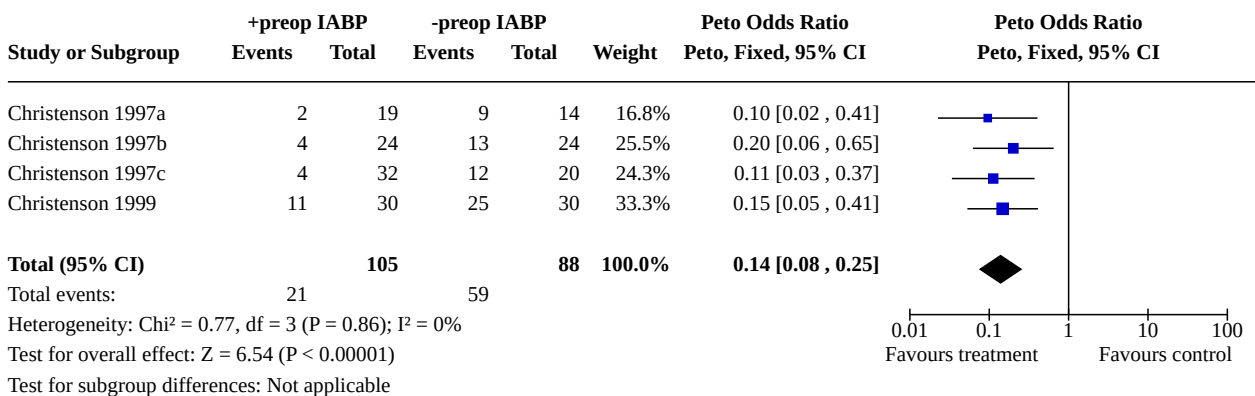 +preop IABP -preop IABP Peto Odds Ratio Peto Odds Ratio
Study or Subgroup Events Total Events Total Weight Peto, Fixed, 95% CI Peto, Fixed, 95% CI
Christenson 1997a 2 19 9 14 16.8% 0.10 [0.02 , 0.41]
Christenson 1997b 4 24 13 24 25.5% 0.20 [0.06 , 0.65]
Christenson 1997c 4 32 12 20 24.3% 0.11 [0.03 , 0.37]
Christenson 1999 11 30 25 30 33.3% 0.15 [0.05 , 0.41]
Total (95% CI) 105 88 100.0% 0.14 [0.08 , 0.25]
Total events: 21 59
Heterogeneity: Chi² = 0.77, df = 3 (P = 0.86); I² = 0% 0.01 0.1 1 10 100
Test for overall effect: Z = 6.54 (P < 0.00001) Favours treatment Favours control
Test for subgroup differences: Not applicable